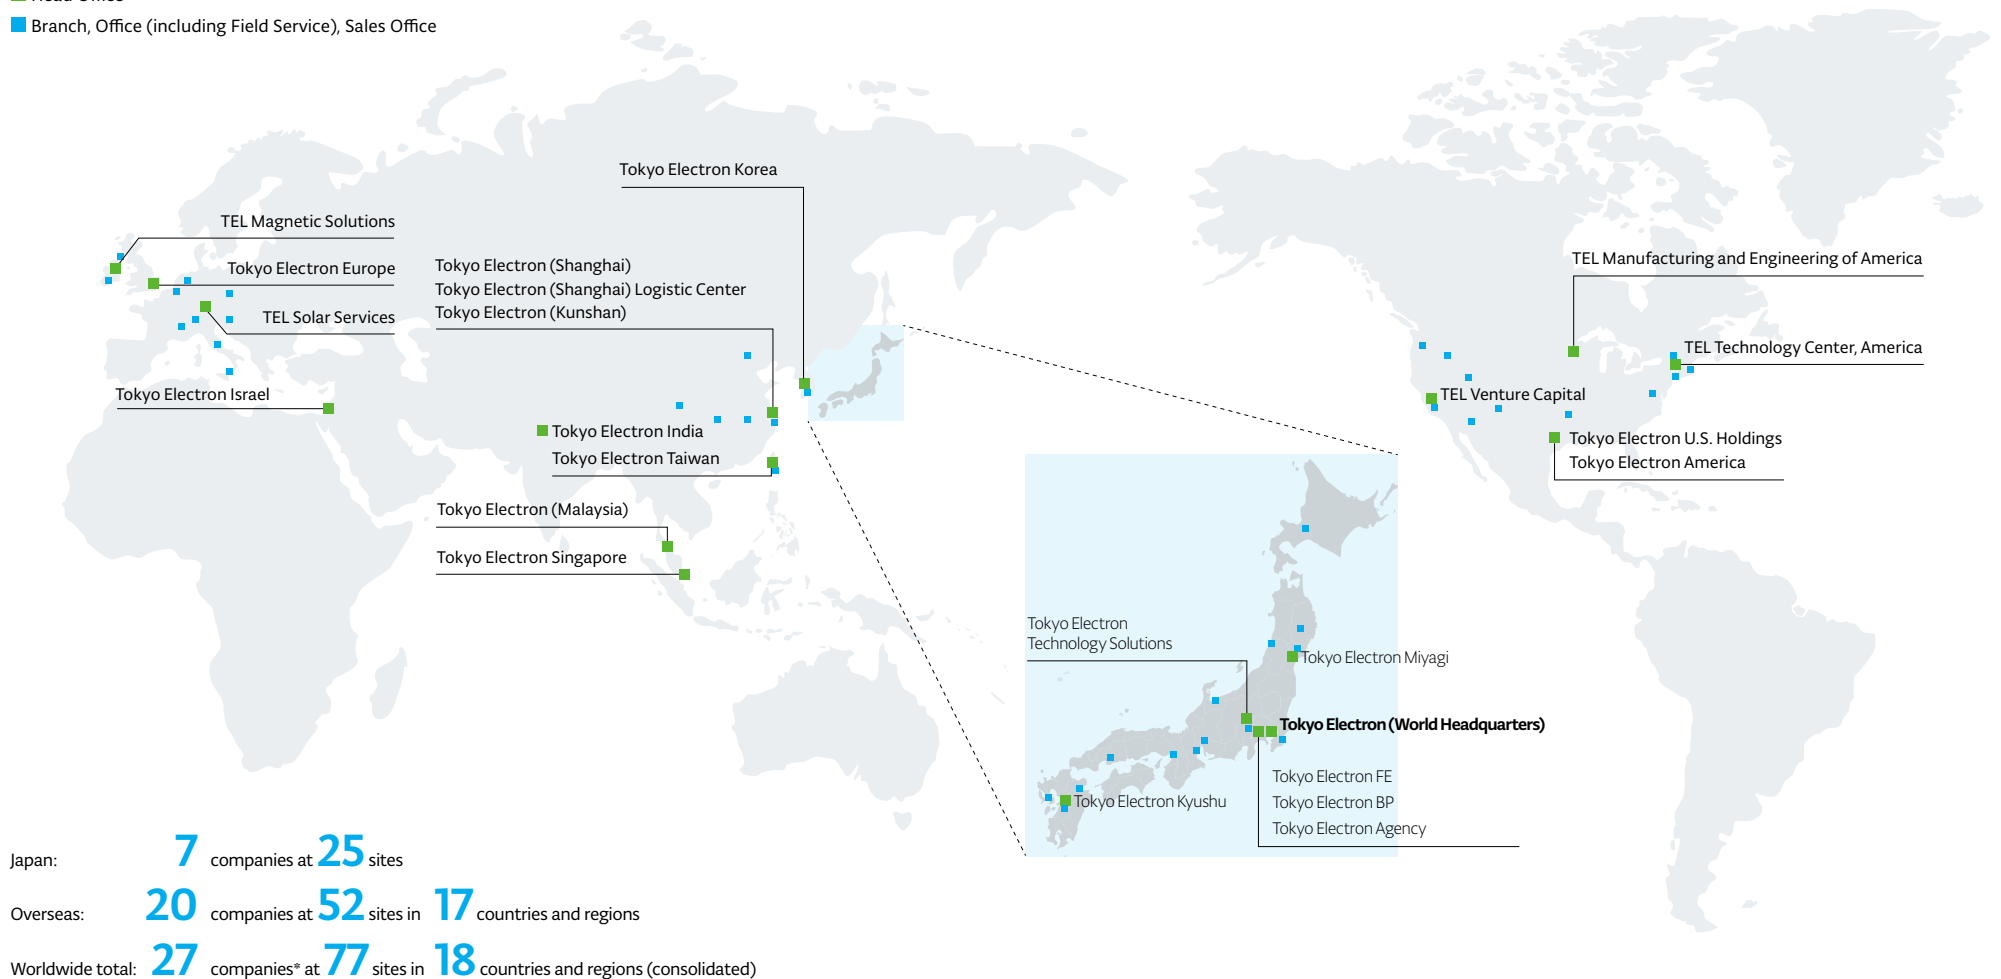 Head Office
Branch, Office (including Field Service), Sales Office
Tokyo Electron Korea
TEL Magnetic Solutions
Tokyo Electron Europe
TEL Solar Services
Tokyo Electron Israel
Tokyo Electron (Shanghai)
Tokyo Electron (Shanghai) Logistic Center
Tokyo Electron (Kunshan)
Tokyo Electron India
Tokyo Electron Taiwan
Tokyo Electron (Malaysia)
Tokyo Electron Singapore
TEL Manufacturing and Engineering of America
TEL Technology Center, America
TEL Venture Capital
Tokyo Electron U.S. Holdings
Tokyo Electron America
Tokyo Electron
Technology Solutions
Tokyo Electron Miyagi
Tokyo Electron (World Headquarters)
Tokyo Electron FE
Tokyo Electron BP
Tokyo Electron Agency
Tokyo Electron Kyushu
Japan: 7 companies at 25 sites
Overseas: 20 companies at 52 sites in 17 countries and regions
Worldwide total: 27 companies* at 77 sites in 18 countries and regions (consolidated)